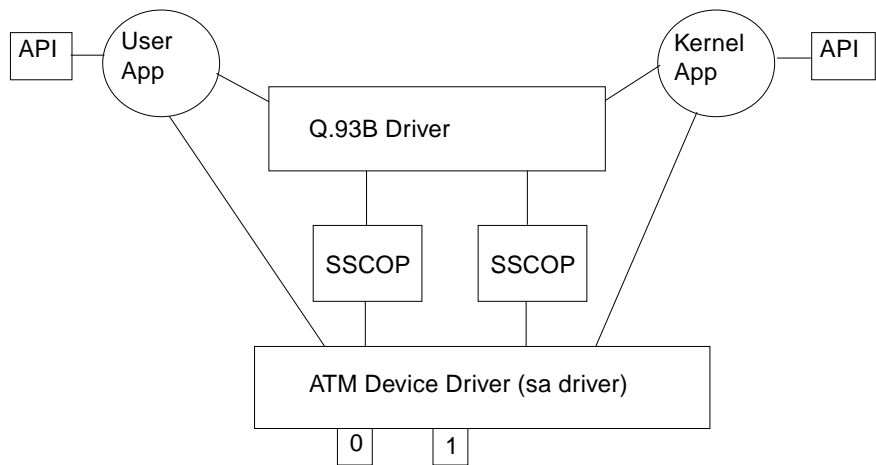 API
User
App
Kernel
App
API
Q.93B Driver
SSCOP
SSCOP
ATM Device Driver (sa driver)
0
1